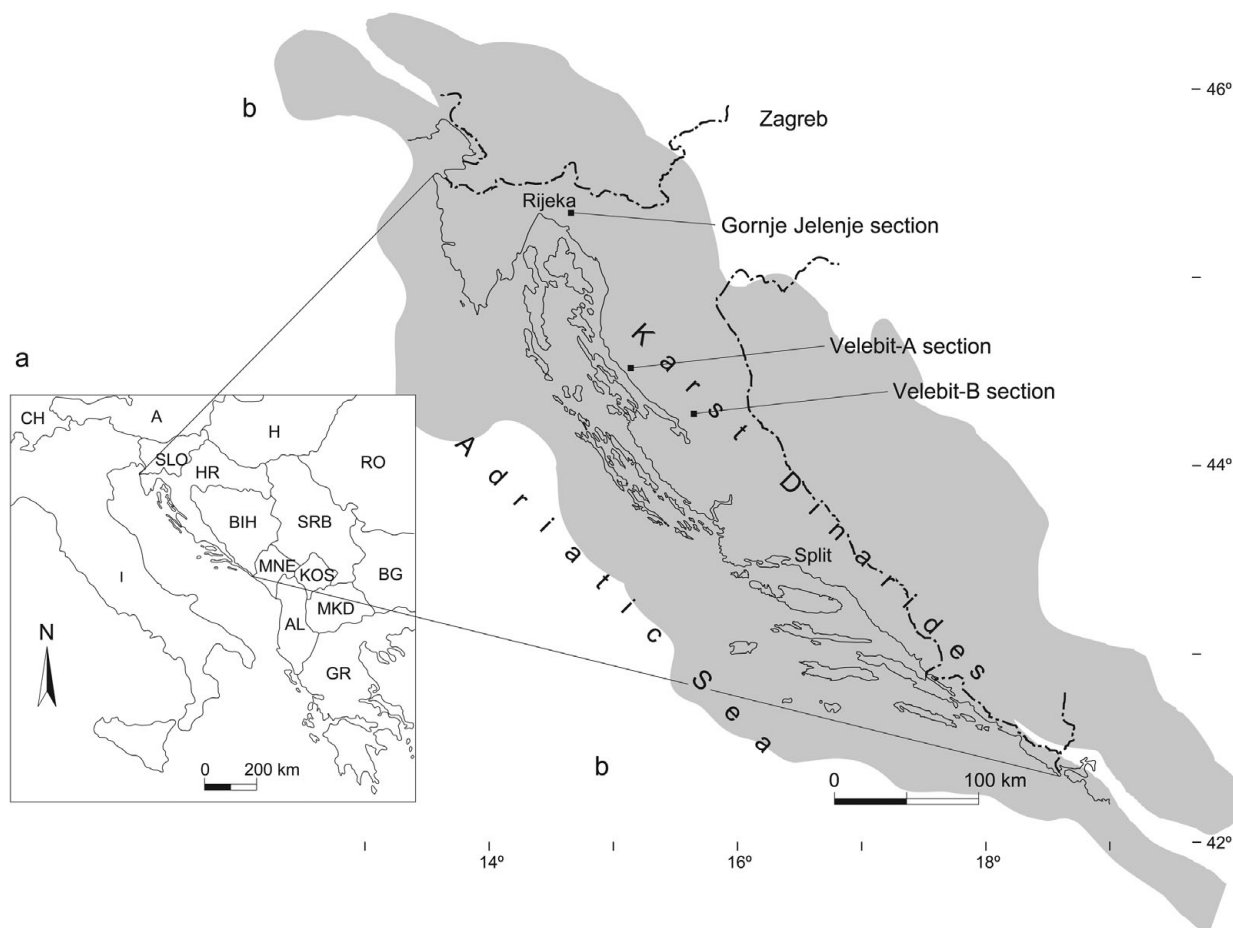 b
46º
Zagreb
Rijeka
Gornje Jelenje section
Velebit-A section
Velebit-B section
Karst Dinarides
Adriatic Sea
44º
Split
a
CH
A
H
SLO
HR
RO
BIH
SRB
MNE
KOS
BG
I
MKD
AL
N
GR
0 200 km
b
0 100 km
42º
14º 16º 18º